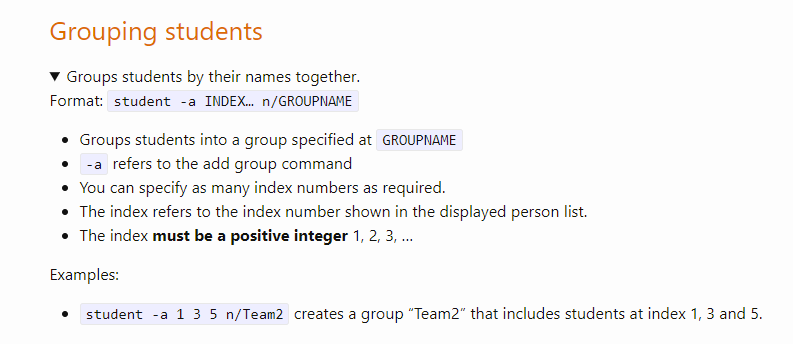 Grouping students
▼ Groups students by their names together.
Format: student -a INDEX… n/GROUPNAME
• Groups students into a group specified at GROUPNAME
• -a refers to the add group command
• You can specify as many index numbers as required.
• The index refers to the index number shown in the displayed person list.
• The index must be a positive integer 1, 2, 3, …
Examples:
• student -a 1 3 5 n/Team2 creates a group “Team2” that includes students at index 1, 3 and 5.